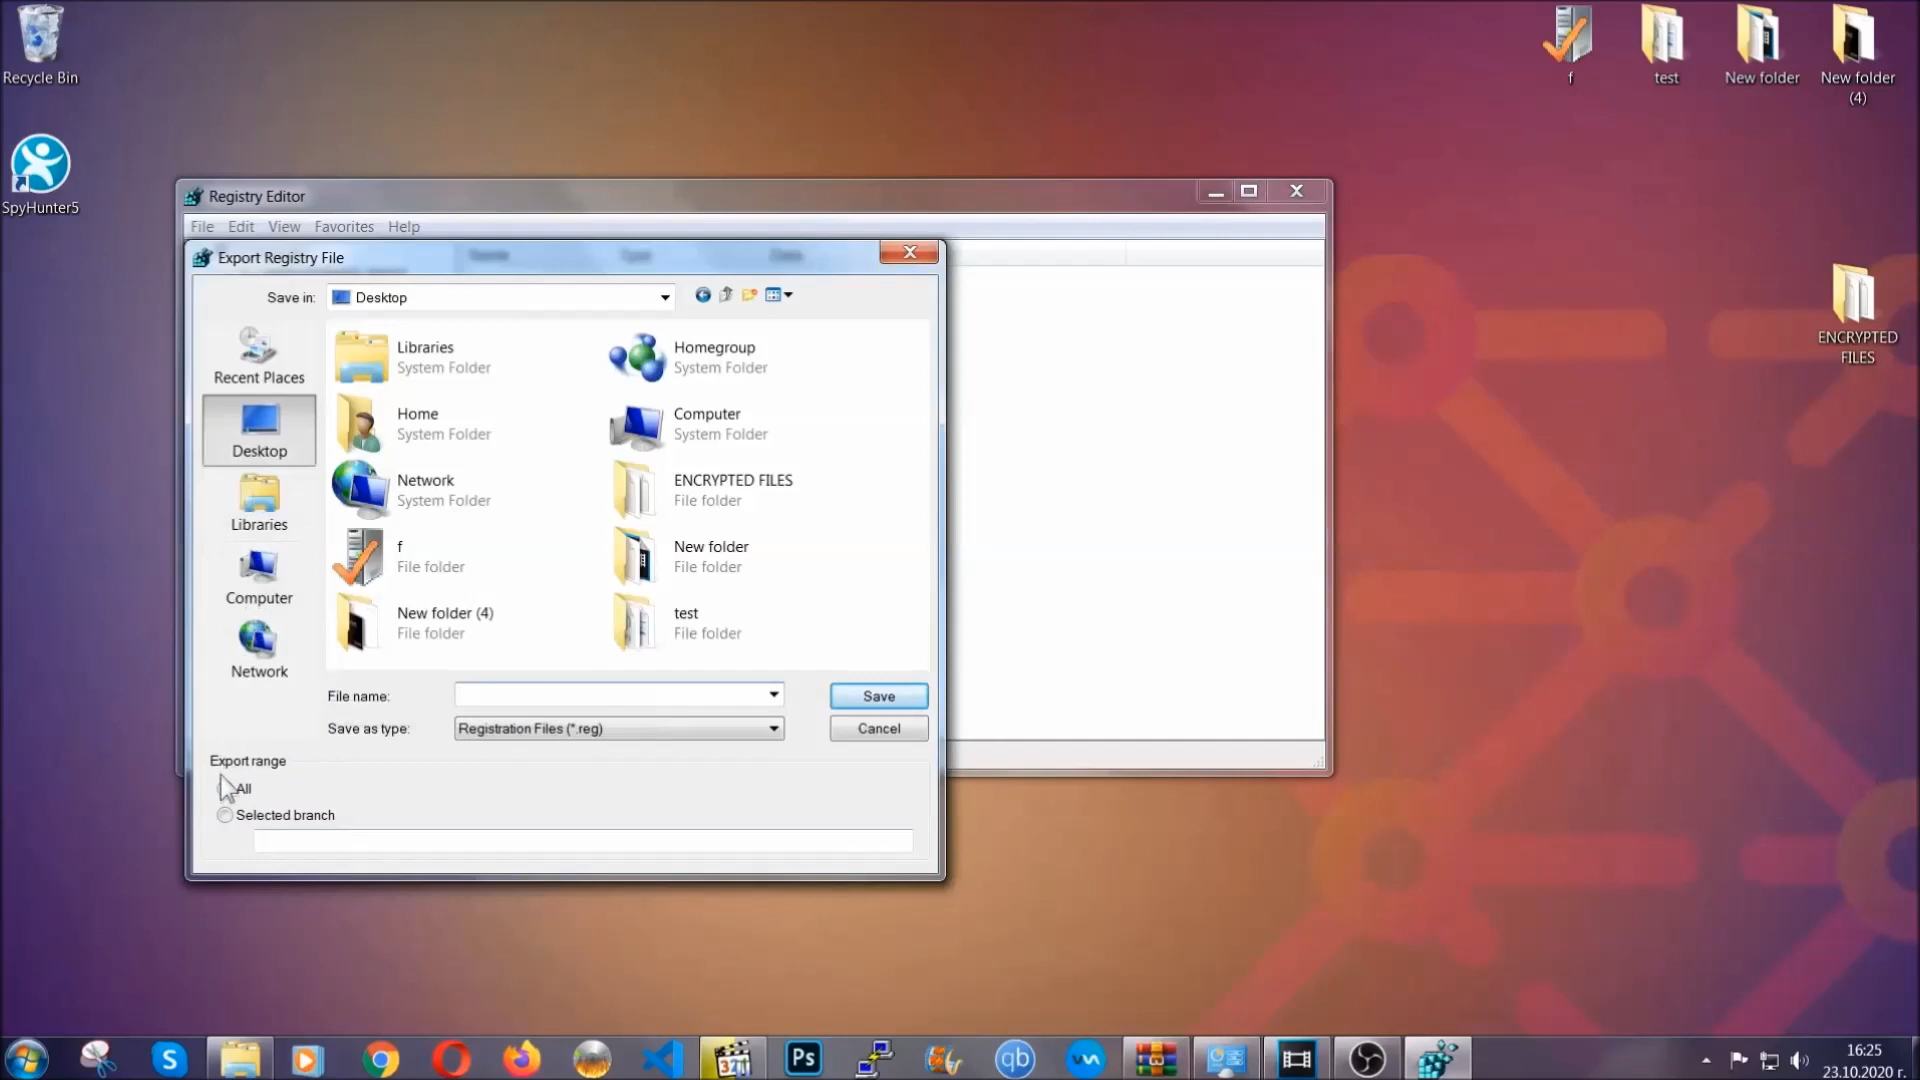 Recycle Bin
SpyHunter5
f
test
New folder
New folder
(4)
ENCRYPTED
FILES
Registry Editor
File Edit View Favorites Help
Export Registry File
Save in:
Desktop
Recent Places
Desktop
Libraries
Computer
Network
Libraries
System Folder
Homegroup
System Folder
Home
System Folder
Computer
System Folder
Network
System Folder
ENCRYPTED FILES
File folder
f
File folder
New folder
File folder
New folder (4)
File folder
test
File folder
File name:
Save
Save as type:
Registration Files (*.reg)
Cancel
Export range
All
Selected branch
S
321
Ps
qb
16:25
23.10.2020 г.